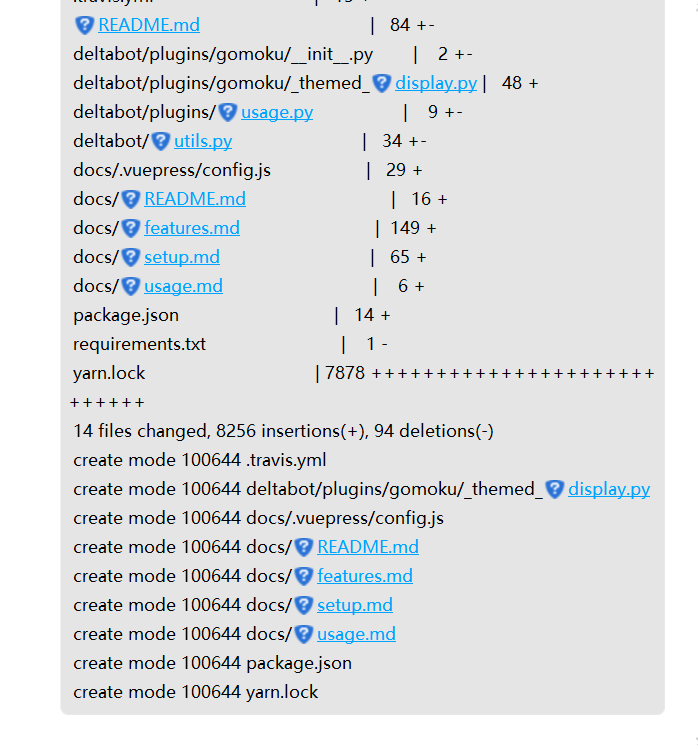 README.md | 84 +-
deltabot/plugins/gomoku/__init__.py | 2 +-
deltabot/plugins/gomoku/_themed_display.py | 48 +
deltabot/plugins/usage.py | 9 +-
deltabot/utils.py | 34 +-
docs/.vuepress/config.js | 29 +
docs/README.md | 16 +
docs/features.md | 149 +
docs/setup.md | 65 +
docs/usage.md | 6 +
package.json | 14 +
requirements.txt | 1 -
yarn.lock | 7878 ++++++++++++++++++++++
++++++
14 files changed, 8256 insertions(+), 94 deletions(-)
create mode 100644 .travis.yml
create mode 100644 deltabot/plugins/gomoku/_themed_display.py
create mode 100644 docs/.vuepress/config.js
create mode 100644 docs/README.md
create mode 100644 docs/features.md
create mode 100644 docs/setup.md
create mode 100644 docs/usage.md
create mode 100644 package.json
create mode 100644 yarn.lock